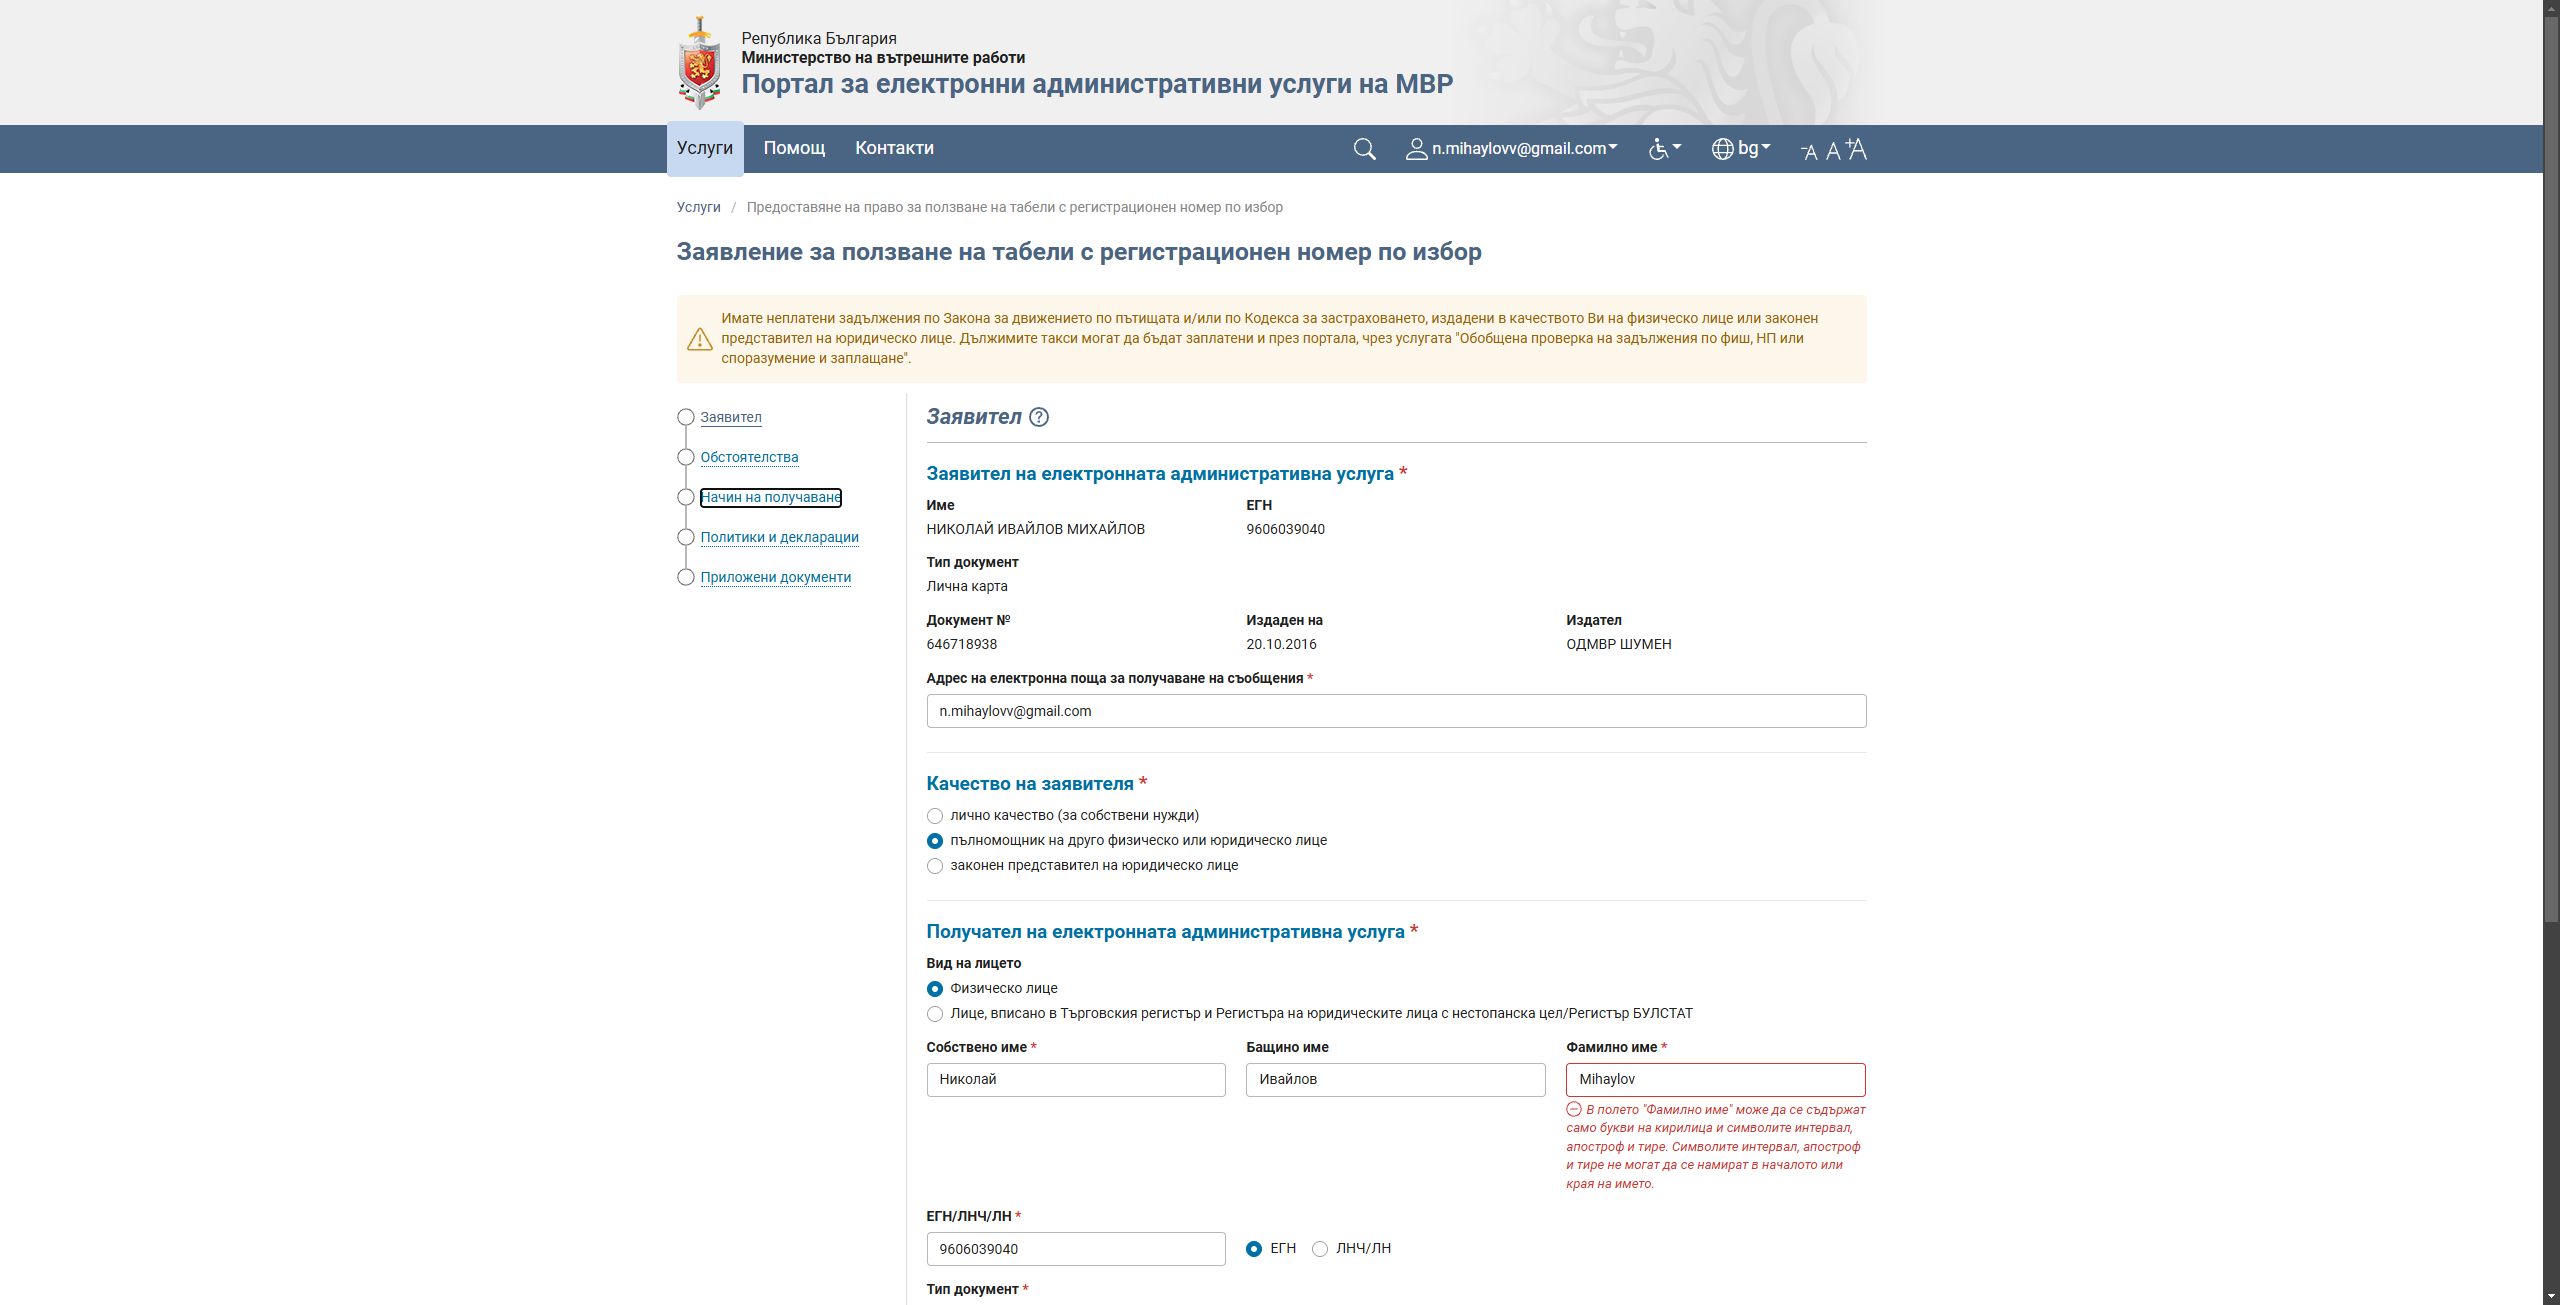 Република България
Министерство на вътрешните работи
Портал за електронни административни услуги на МВР
Услуги
Помощ
Контакти
n.mihaylovv@gmail.com
bg
-A A +A
Услуги / Предоставяне на право за ползване на табели с регистрационен номер по избор
Заявление за ползване на табели с регистрационен номер по избор
Имате неплатени задължения по Закона за движението по пътищата и/или по Кодекса за застраховането, издадени в качеството Ви на физическо лице или законен
представител на юридическо лице. Дължимите такси могат да бъдат заплатени и през портала, чрез услугата "Обобщена проверка на задължения по фиш, НП или
споразумение и заплащане".
Заявител
Обстоятелства
Начин на получаване
Политики и декларации
Приложени документи
Заявител ?
Заявител на електронната административна услуга *
Име
ЕГН
НИКОЛАЙ ИВАЙЛОВ МИХАЙЛОВ
9606039040
Тип документ
Лична карта
Документ №
Издаден на
Издател
646718938
20.10.2016
ОДМВР ШУМЕН
Адрес на електронна поща за получаване на съобщения *
n.mihaylovv@gmail.com
Качество на заявителя *
лично качество (за собствени нужди)
пълномощник на друго физическо или юридическо лице
законен представител на юридическо лице
Получател на електронната административна услуга *
Вид на лицето
Физическо лице
Лице, вписано в Търговския регистър и Регистъра на юридическите лица с нестопанска цел/Регистър БУЛСТАТ
Собствено име *
Бащино име
Фамилно име *
Николай
Ивайлов
Mihaylov
В полето "Фамилно име" може да се съдържат
само букви на кирилица и символите интервал,
апостроф и тире. Символите интервал, апостроф
и тире не могат да се намират в началото или
края на името.
ЕГН/ЛНЧ/ЛН *
9606039040
ЕГН
ЛНЧ/ЛН
Тип документ *